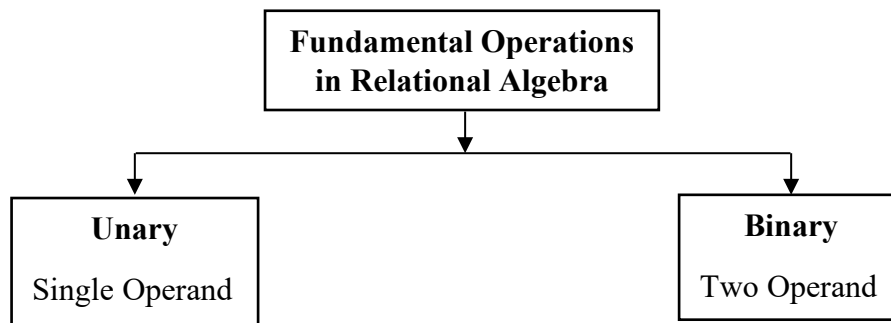 Fundamental Operations
in Relational Algebra
Unary
Single Operand
Binary
Two Operand